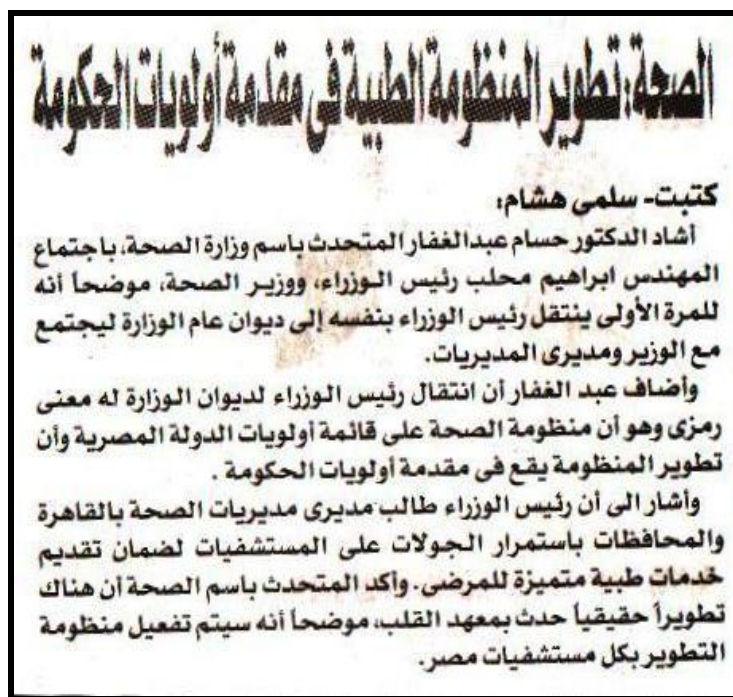 الصحة: تطوير المنظومة الطبية فى مقدمة أولويات الحكومة
كتبت- سلمى هشام:
أشاد الدكتور حسام عبدالغفار المتحدث باسم وزارة الصحة، باجتماع
المهندس ابراهيم محلب رئيس الوزراء، ووزير الصحة، موضحاً أنه
للمرة الأولى ينتقل رئيس الوزراء بنفسه إلى ديوان عام الوزارة ليجتمع
مع الوزير ومديرى المديريات.
وأضاف عبد الغفار أن انتقال رئيس الوزراء لديوان الوزارة له معنى
رمزى وهو أن منظومة الصحة على قائمة أولويات الدولة المصرية وأن
تطوير المنظومة يقع فى مقدمة أولويات الحكومة .
وأشار الى أن رئيس الوزراء طالب مديرى مديريات الصحة بالقاهرة
والمحافظات باستمرار الجولات على المستشفيات لضمان تقديم
خدمات طبية متميزة للمرضى. وأكد المتحدث باسم الصحة أن هناك
تطويراً حقيقياً حدث بمعهد القلب، موضحاً أنه سيتم تفعيل منظومة
التطوير بكل مستشفيات مصر.